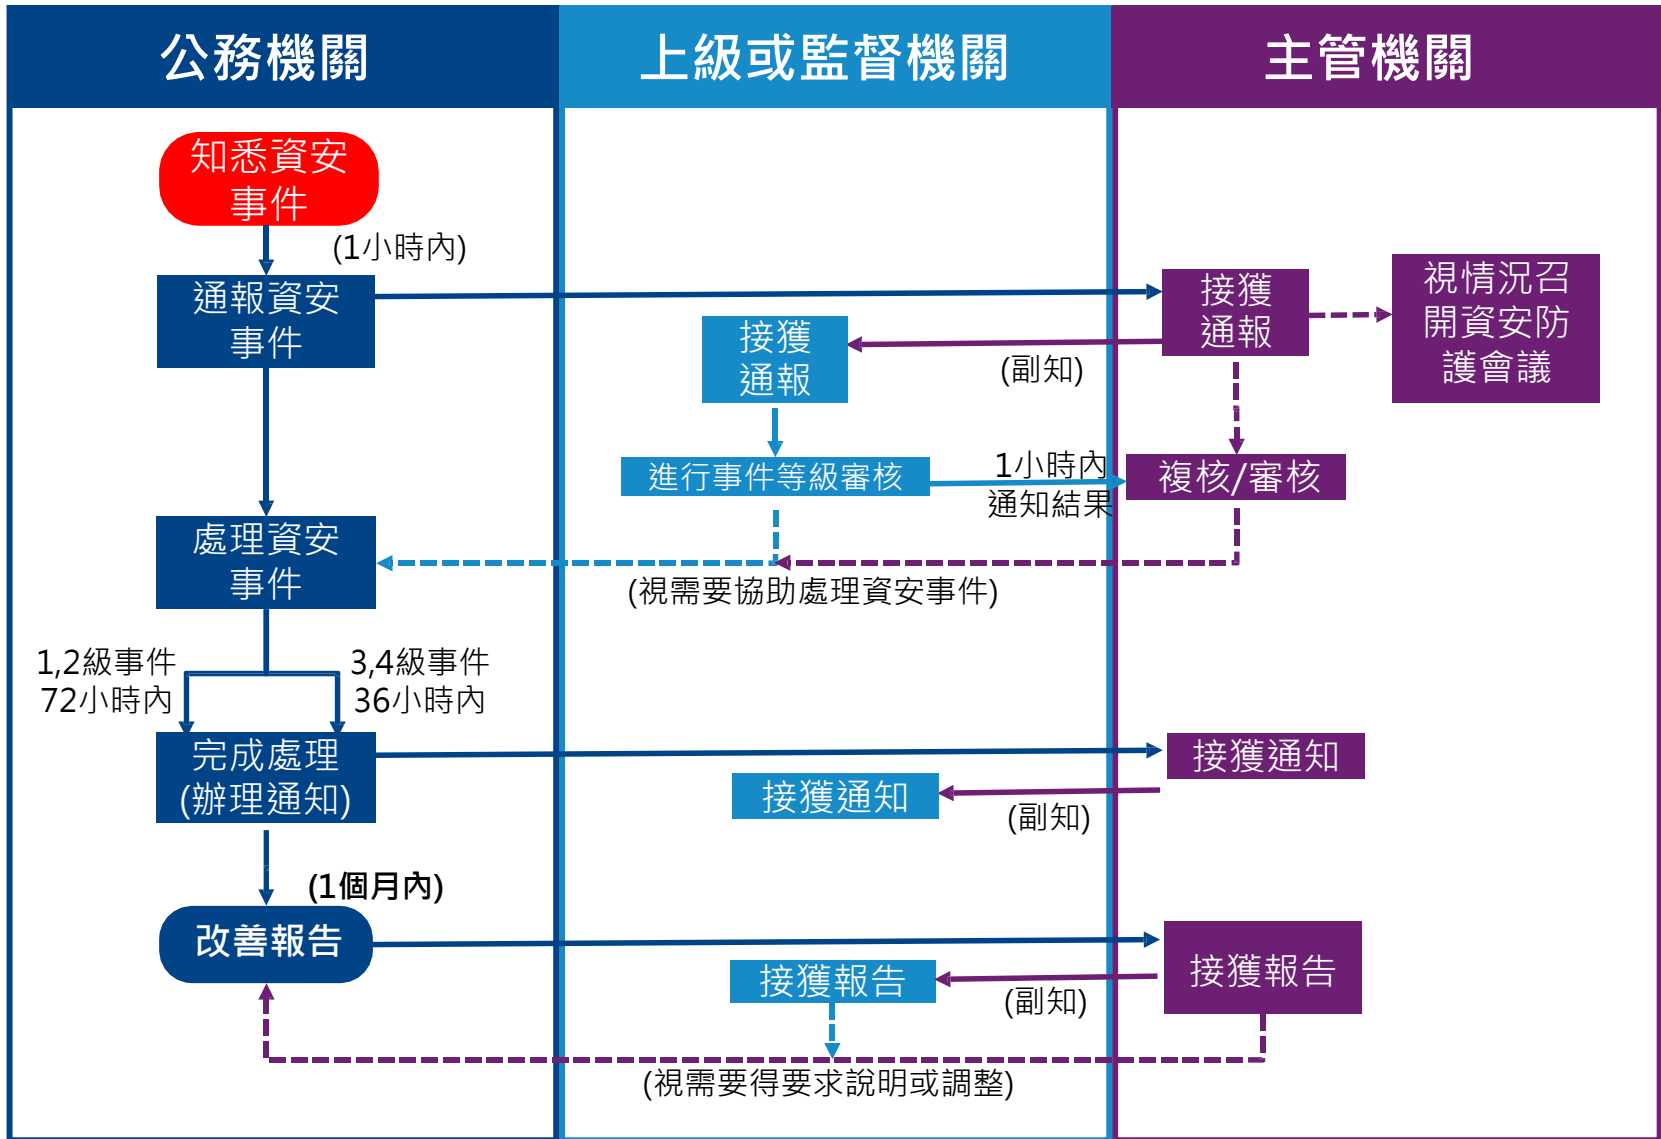 公務機關
上級或監督機關
主管機關
知悉資安
事件
(1小時內)
通報資安
事件
接獲
通報
視情況召
開資安防
護會議
接獲
通報
(副知)
進行事件等級審核
1小時內
通知結果
複核/審核
處理資安
事件
(視需要協助處理資安事件)
1,2級事件
72小時內
3,4級事件
36小時內
完成處理
(辦理通知)
接獲通知
接獲通知
(副知)
(1個月內)
改善報告
接獲報告
接獲報告
(副知)
(視需要得要求說明或調整)